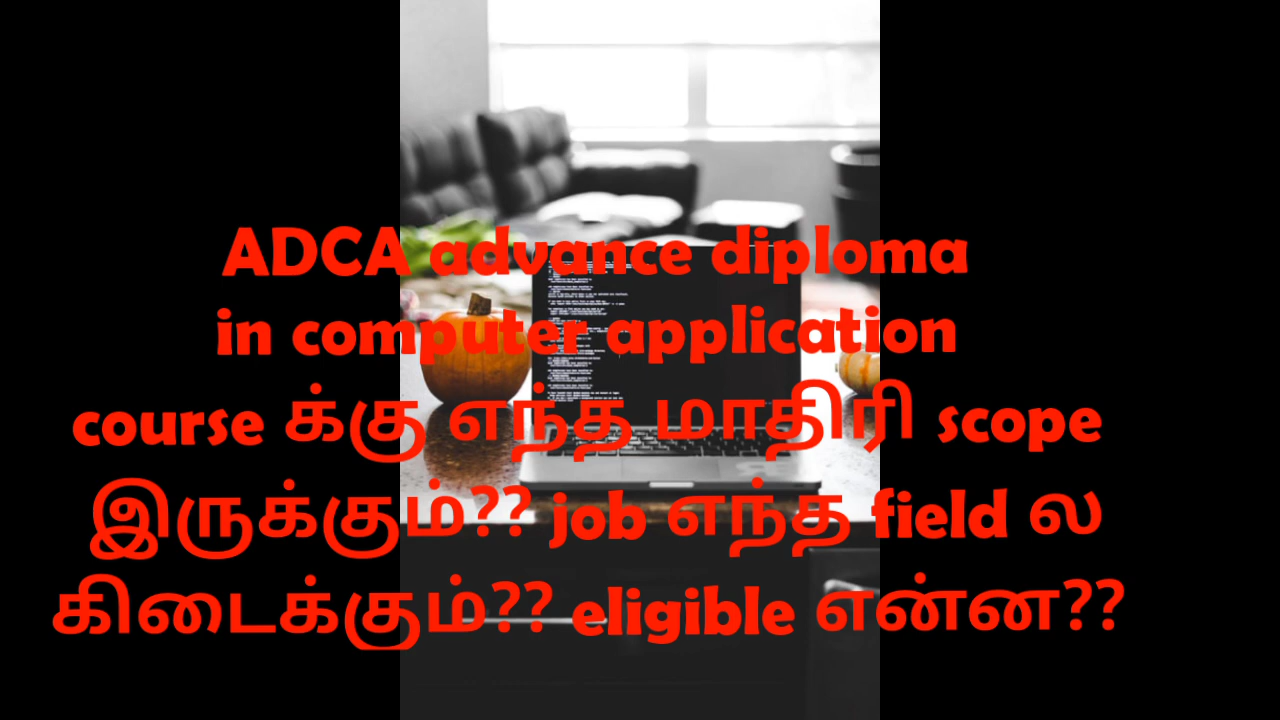 ADCA advance diploma
in computer application
course க்கு எந்த மாதிரி scope
இருக்கும்?? job எந்த field ல
கிடைக்கும்?? eligible என்ன??